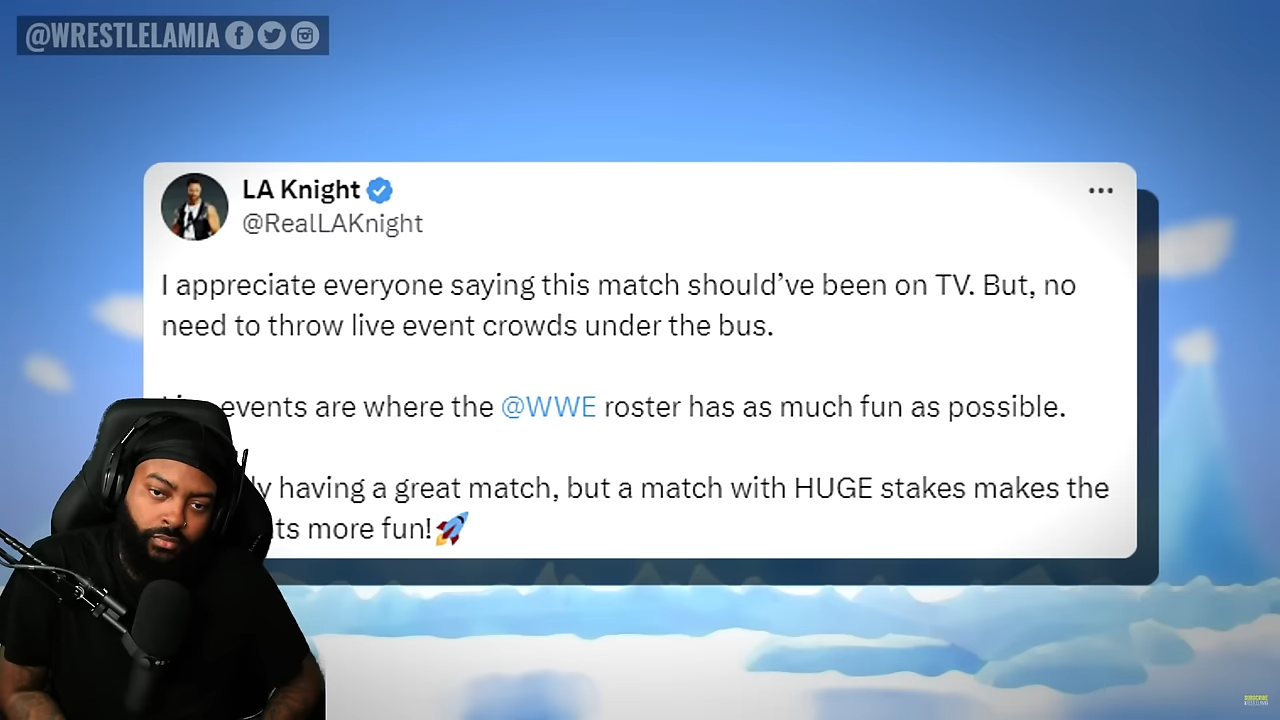 @WRESTLELAMIA
LA Knight
@RealLAKnight
I appreciate everyone saying this match should've been on TV. But, no
need to throw live event crowds under the bus.
events are where the @WWE roster has as much fun as possible.
having a great match, but a match with HUGE stakes makes the
more fun!🚀
SUBSCRIBE